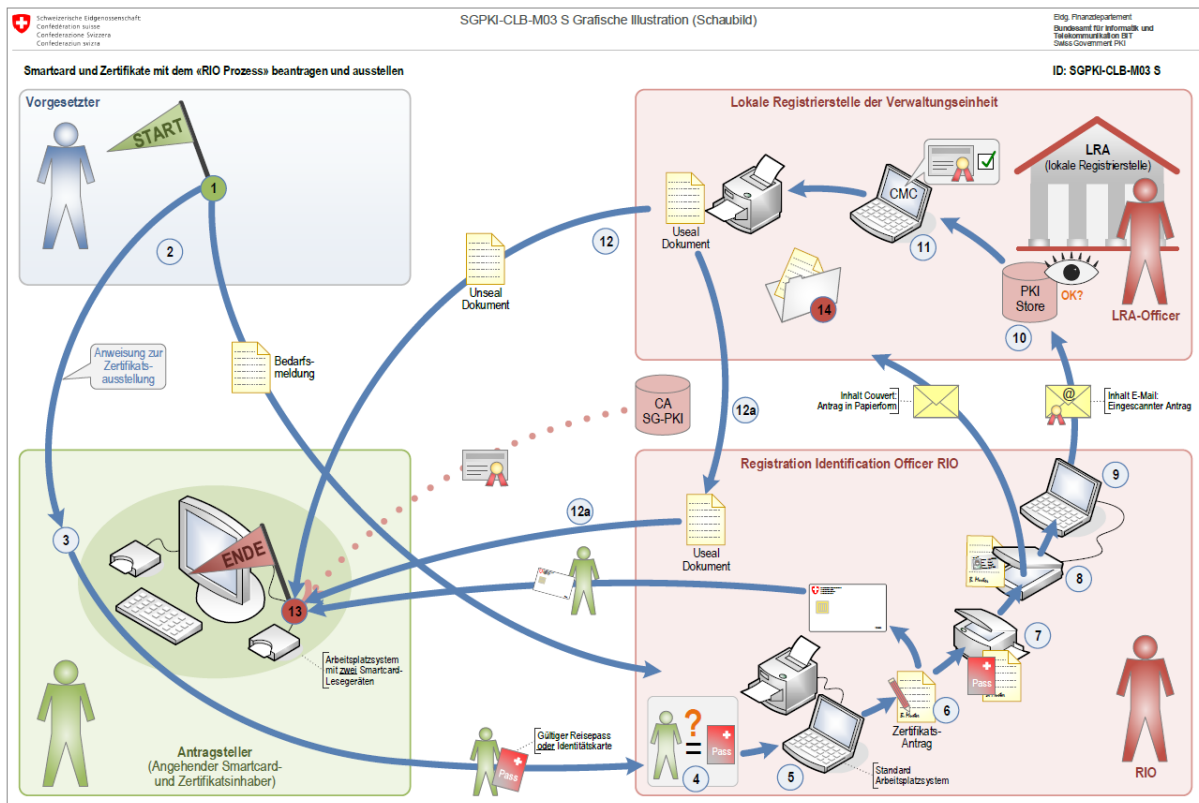 Schweizerische Eidgenossenschaft
Confédération suisse
Confederazione Svizzera
Confederaziun svizra
SGPKI-CLB-M03 S Grafische Illustration (Schaubild)
Eidg. Finanzdepartement
Bundesamt für Informatik und
Telekommunikation BIT
Swiss Government PKI
Smartcard und Zertifikate mit dem «RIO Prozess» beantragen und ausstellen
ID: SGPKI-CLB-M03 S
Vorgesetzter
START
1
2
Anweisung zur
Zertifikats-
ausstellung
Bedarfs-
meldung
Unseal
Dokument
12
Lokale Registrierstelle der Verwaltungseinheit
LRA
(lokale Registrierstelle)
CMC
11
Useal
Dokument
14
PKI
Store
OK?
10
LRA-Officer
12a
CA
SG-PKI
Inhalt Couvert:
Antrag in Papierform
@
Inhalt E-Mail:
Eingescannter Antrag
3
ENDE
13
Arbeitsplatzsystem
mit zwei Smartcard-
Lesegeräten
Antragsteller
(Angehender Smartcard-
und Zertifikatsinhaber)
12a
Gültiger Reisepass
oder Identitätskarte
Pass
Registration Identification Officer RIO
Useal
Dokument
9
8
7
Pass
6
Zertifikats-
Antrag
?
=
Pass
4
5
Standard
Arbeitsplatzsystem
RIO